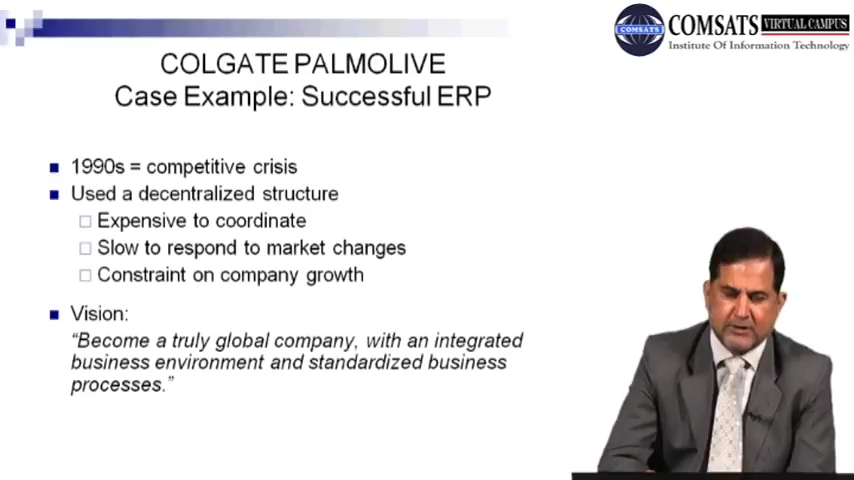 COMSATS VIRTUAL CAMPUS
COMSATS
Institute Of Information Technology
COLGATE PALMOLIVE
Case Example: Successful ERP
1990s = competitive crisis
Used a decentralized structure
Expensive to coordinate
Slow to respond to market changes
Constraint on company growth
Vision:
“Become a truly global company, with an integrated
business environment and standardized business
processes.”